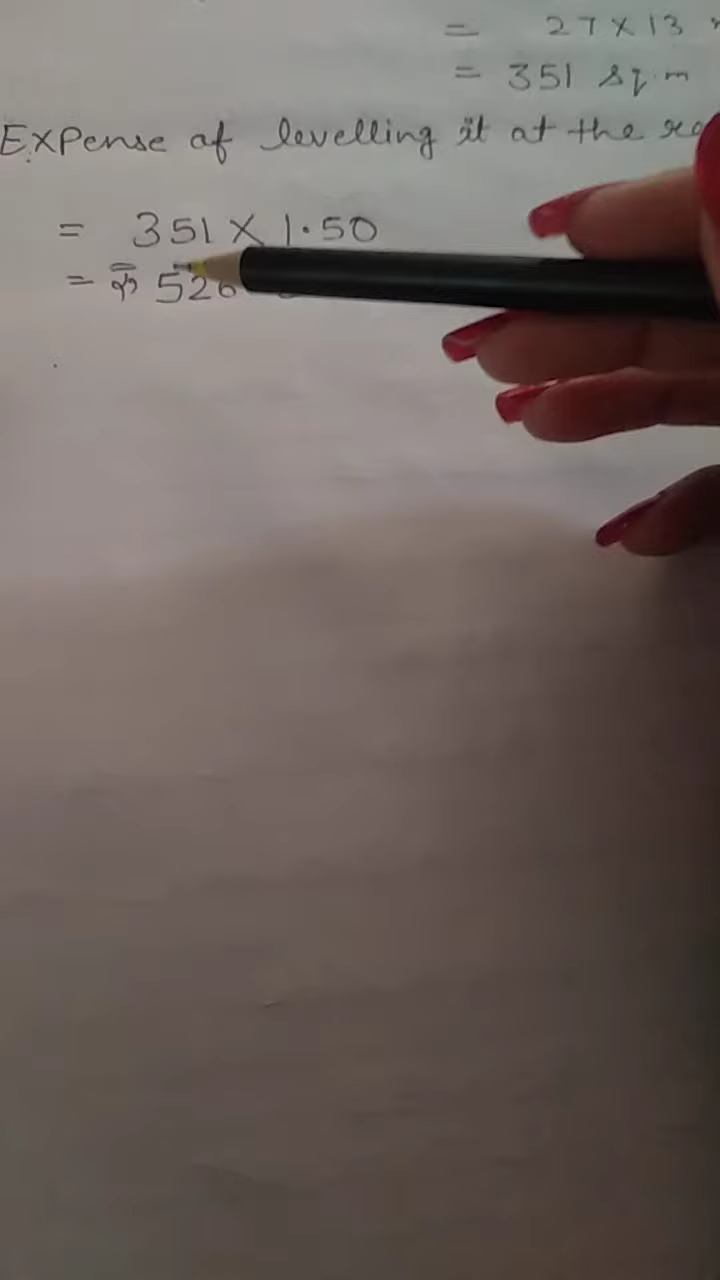 = 27 × 13
= 351 sq.m
Expense of levelling it at the
= 351 × 1.50
= रु 526